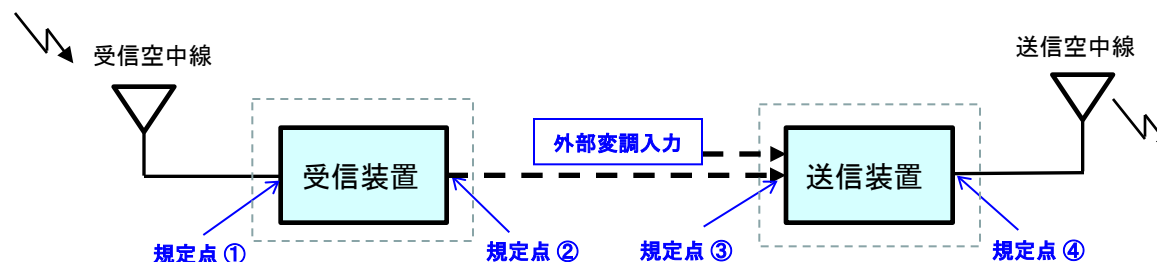 受信空中線
送信空中線
外部変調入力
受信装置
送信装置
規定点 ①
規定点 ②
規定点 ③
規定点 ④